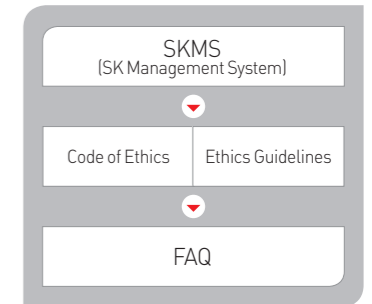 SKMS
(SK Management System)
Code of Ethics
Ethics Guidelines
FAQ